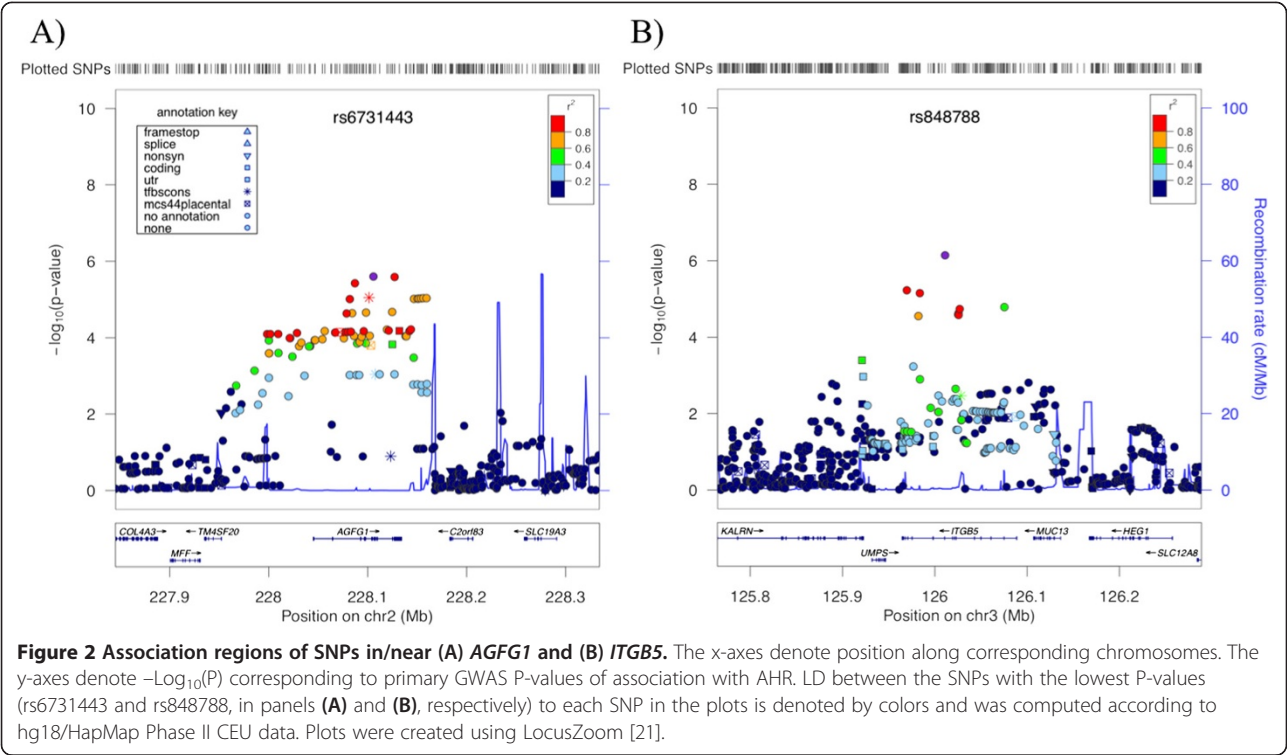 A)
B)
Plotted SNPs
Plotted SNPs
10
8
6
4
2
0
−log10(p−value)
annotation key
framestop
splice
nonsyn
coding
utr
tfbscons
mcs44placental
no annotation
none
rs6731443
r2
0.8
0.6
0.4
0.2
COL4A3→
←TM4SF20
AGFG1→
←C2orf83
←SLC19A3
MFF→
227.9
228
228.1
228.2
228.3
Position on chr2 (Mb)
10
8
6
4
2
0
−log10(p−value)
rs848788
r2
0.8
0.6
0.4
0.2
100
80
60
40
20
0
Recombination rate (cM/Mb)
KALRN→
←ITGB5
←MUC13
←HEG1
UMPS→
←SLC12A8
125.8
125.9
126
126.1
126.2
Position on chr3 (Mb)
Figure 2 Association regions of SNPs in/near (A) AGFG1 and (B) ITGB5. The x-axes denote position along corresponding chromosomes. The
y-axes denote –Log10(P) corresponding to primary GWAS P-values of association with AHR. LD between the SNPs with the lowest P-values
(rs6731443 and rs848788, in panels (A) and (B), respectively) to each SNP in the plots is denoted by colors and was computed according to
hg18/HapMap Phase II CEU data. Plots were created using LocusZoom [21].